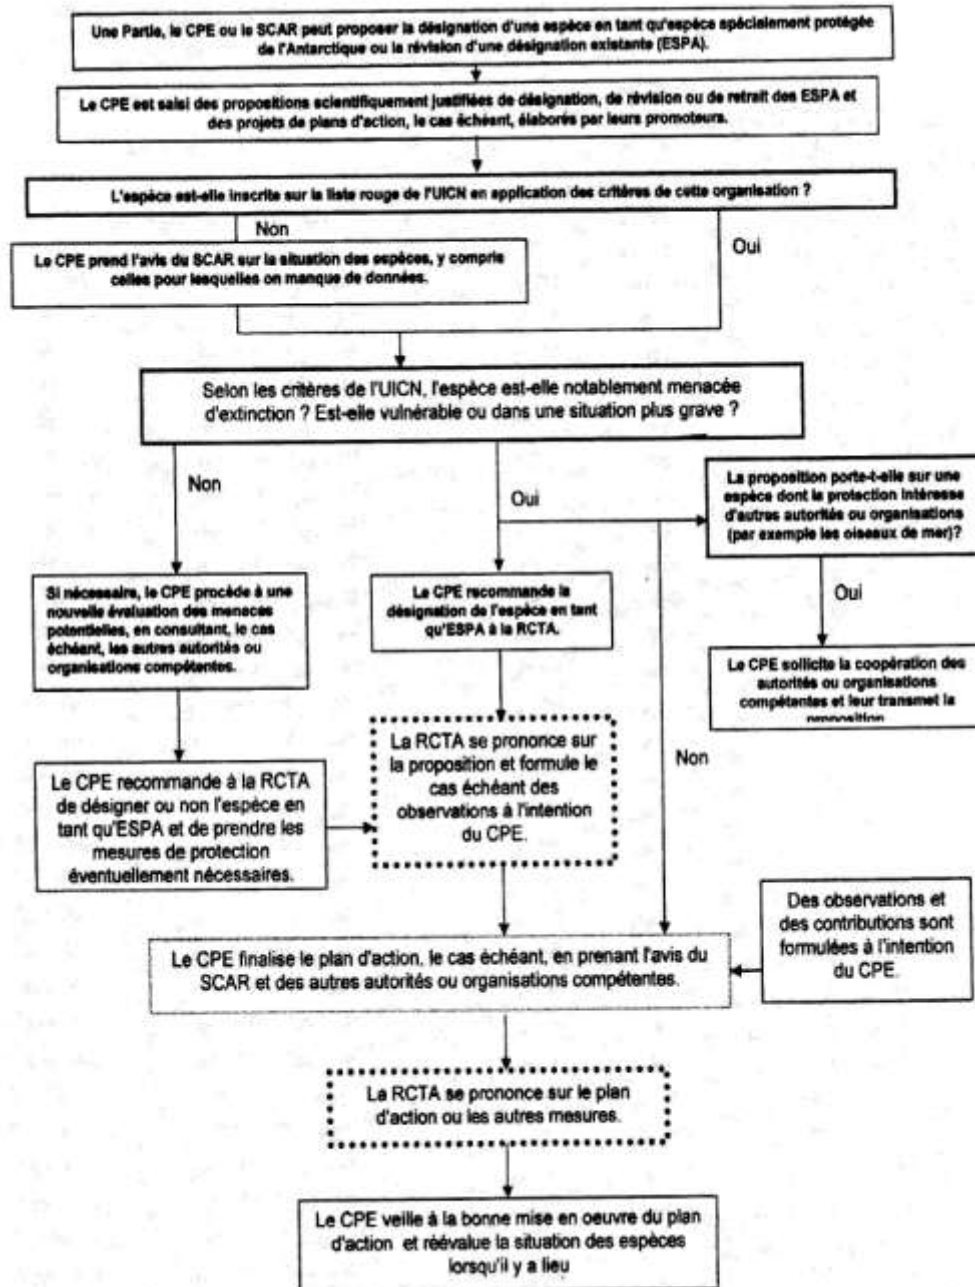 Une Partie, le CPE ou le SCAR peut proposer la désignation d'une espèce en tant qu'espèce spécialement protégée
de l'Antarctique ou la révision d'une désignation existante (ESPA).
Le CPE est saisi des propositions scientifiquement justifiées de désignation, de révision ou de retrait des ESPA et
des projets de plans d'action, le cas échéant, élaborés par leurs promoteurs.
L'espèce est-elle inscrite sur la liste rouge de l'UICN en application des critères de cette organisation ?
Non
Oui
Le CPE prend l'avis du SCAR sur la situation des espèces, y compris
celles pour lesquelles on manque de données.
Selon les critères de l'UICN, l'espèce est-elle notablement menacée
d'extinction ? Est-elle vulnérable ou dans une situation plus grave ?
Non
Oui
La proposition porte-t-elle sur une
espèce dont la protection intéresse
d'autres autorités ou organisations
(par exemple les oiseaux de mer)?
Si nécessaire, le CPE procède à une
nouvelle évaluation des menaces
potentielles, en consultant, le cas
échéant, les autres autorités ou
organisations compétentes.
Le CPE recommande la
désignation de l'espèce en tant
qu'ESPA à la RCTA.
Oui
Le CPE sollicite la coopération des
autorités ou organisations
compétentes et leur transmet la
proposition
La RCTA se prononce sur
la proposition et formule le
cas échéant des
observations à l'intention
du CPE.
Non
Le CPE recommande à la RCTA
de désigner ou non l'espèce en
tant qu'ESPA et de prendre les
mesures de protection
éventuellement nécessaires.
Des observations et
des contributions sont
formulées à l'intention
du CPE.
Le CPE finalise le plan d'action, le cas échéant, en prenant l'avis du
SCAR et des autres autorités ou organisations compétentes.
La RCTA se prononce sur le plan
d'action ou les autres mesures.
Le CPE veille à la bonne mise en oeuvre du plan
d'action et réévalue la situation des espèces
lorsqu'il y a lieu